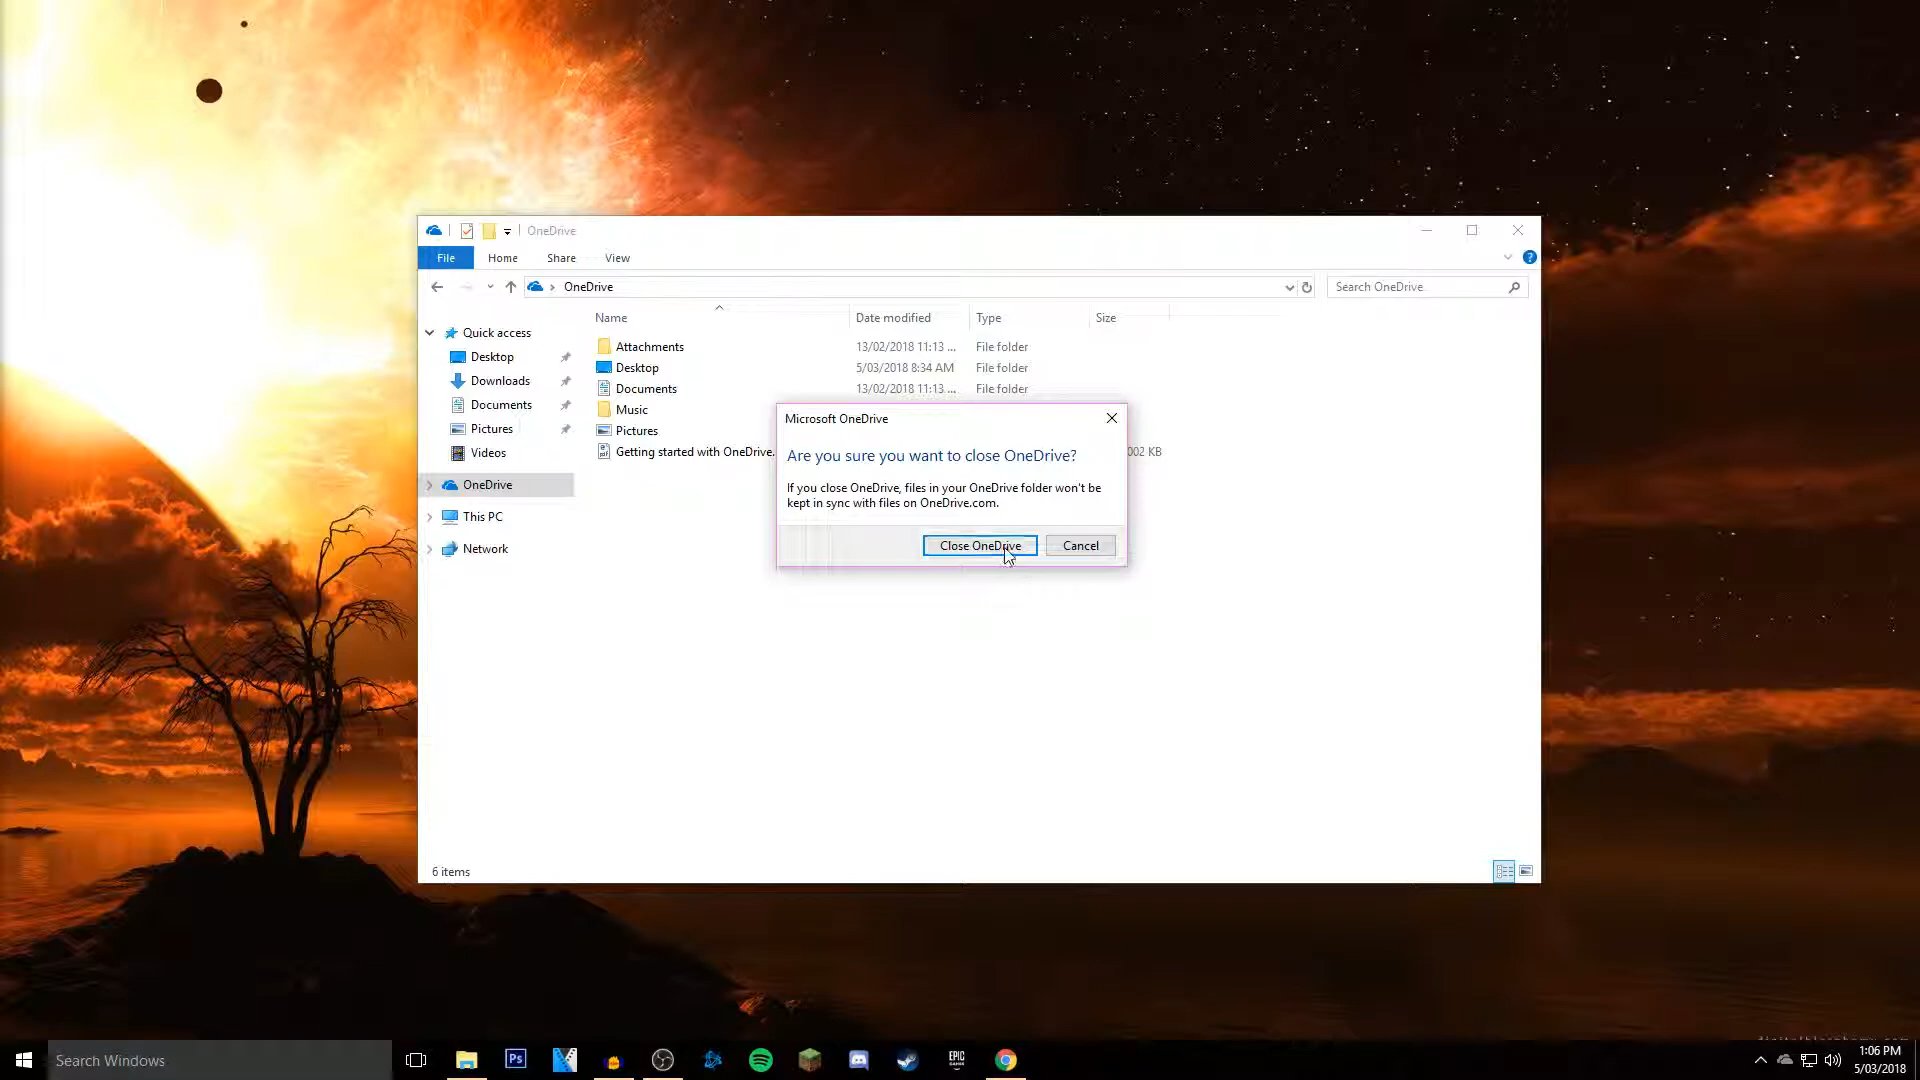 OneDrive
File Home Share View
OneDrive
Search OneDrive
Name Date modified Type Size
Quick access
Desktop
Downloads
Documents
Pictures
Videos
OneDrive
This PC
Network
Attachments 13/02/2018 11:13 ... File folder
Desktop 5/03/2018 8:34 AM File folder
Documents 13/02/2018 11:13 ... File folder
Music
Pictures
Getting started with OneDrive. 002 KB
Microsoft OneDrive
Are you sure you want to close OneDrive?
If you close OneDrive, files in your OneDrive folder won't be
kept in sync with files on OneDrive.com.
Close OneDrive Cancel
6 items
Search Windows
Ps
EPIC
GAMES
1:06 PM
5/03/2018